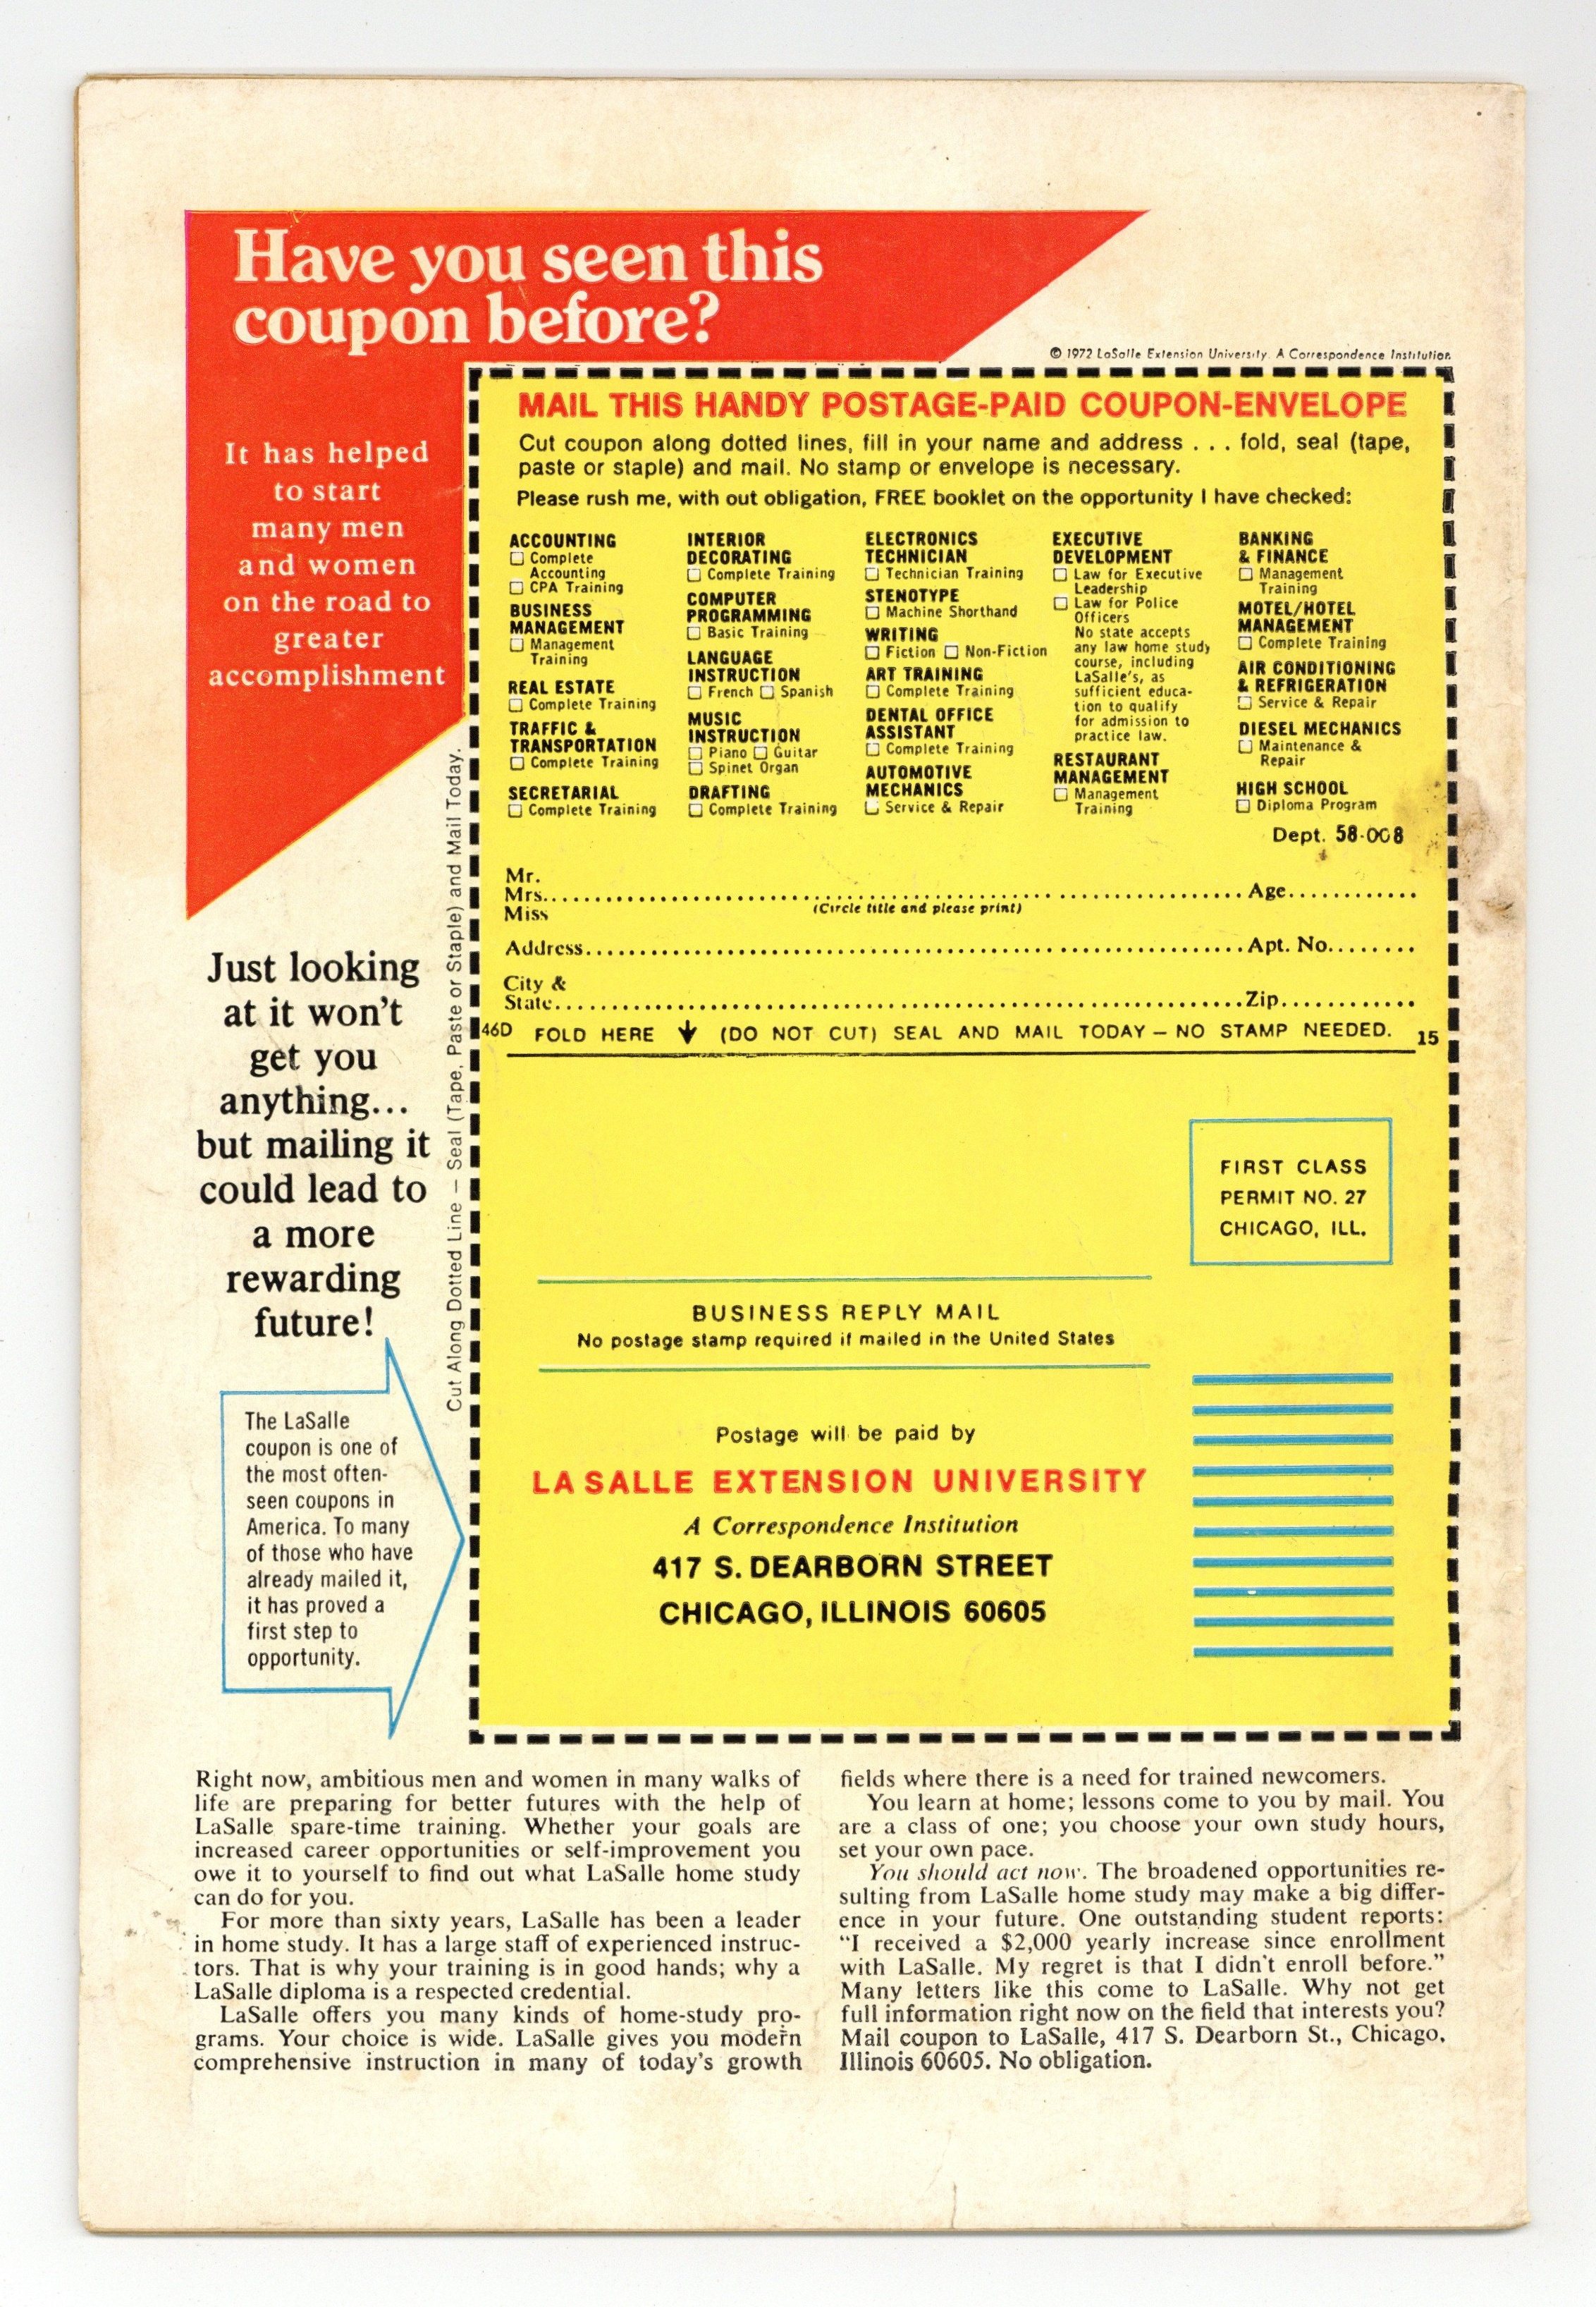 Have you seen this
coupon before?
It has helped
to start
many men
and women
on the road to
greater
accomplishment
© 1972 LaSalle Extension University. A Correspondence Institution
MAIL THIS HANDY POSTAGE-PAID COUPON-ENVELOPE
Cut coupon along dotted lines, fill in your name and address . . . fold, seal (tape,
paste or staple) and mail. No stamp or envelope is necessary.
Please rush me, with out obligation, FREE booklet on the opportunity I have checked:
ACCOUNTING
☐ Complete
Accounting
☐ CPA Training
BUSINESS
MANAGEMENT
☐ Management
Training
REAL ESTATE
☐ Complete Training
TRAFFIC &
TRANSPORTATION
☐ Complete Training
SECRETARIAL
☐ Complete Training
INTERIOR
DECORATING
☐ Complete Training
COMPUTER
PROGRAMMING
☐ Basic Training
LANGUAGE
INSTRUCTION
☐ French ☐ Spanish
MUSIC
INSTRUCTION
☐ Piano ☐ Guitar
☐ Spinet Organ
DRAFTING
☐ Complete Training
ELECTRONICS
TECHNICIAN
☐ Technician Training
STENOTYPE
☐ Machine Shorthand
WRITING
☐ Fiction ☐ Non-Fiction
ART TRAINING
☐ Complete Training
DENTAL OFFICE
ASSISTANT
☐ Complete Training
AUTOMOTIVE
MECHANICS
☐ Service & Repair
EXECUTIVE
DEVELOPMENT
☐ Law for Executive
Leadership
☐ Law for Police
Officers
No state accepts
any law home study
course, including
LaSalle's, as
sufficient educa-
tion to qualify
for admission to
practice law.
RESTAURANT
MANAGEMENT
☐ Management
Training
BANKING
& FINANCE
☐ Management
Training
MOTEL/HOTEL
MANAGEMENT
☐ Complete Training
AIR CONDITIONING
& REFRIGERATION
☐ Service & Repair
DIESEL MECHANICS
☐ Maintenance &
Repair
HIGH SCHOOL
☐ Diploma Program
Dept. 58-008
Mr.
Mrs. Age
Miss (Circle title and please print)
Address Apt. No.
City &
State Zip
46D FOLD HERE ↓ (DO NOT CUT) SEAL AND MAIL TODAY — NO STAMP NEEDED. 15
Cut Along Dotted Line — Seal (Tape, Paste or Staple) and Mail Today.
Just looking
at it won't
get you
anything...
but mailing it
could lead to
a more
rewarding
future!
The LaSalle
coupon is one of
the most often-
seen coupons in
America. To many
of those who have
already mailed it,
it has proved a
first step to
opportunity.
FIRST CLASS
PERMIT NO. 27
CHICAGO, ILL.
BUSINESS REPLY MAIL
No postage stamp required if mailed in the United States
Postage will be paid by
LA SALLE EXTENSION UNIVERSITY
A Correspondence Institution
417 S. DEARBORN STREET
CHICAGO, ILLINOIS 60605
Right now, ambitious men and women in many walks of
life are preparing for better futures with the help of
LaSalle spare-time training. Whether your goals are
increased career opportunities or self-improvement you
owe it to yourself to find out what LaSalle home study
can do for you.
For more than sixty years, LaSalle has been a leader
in home study. It has a large staff of experienced instruc-
tors. That is why your training is in good hands; why a
LaSalle diploma is a respected credential.
LaSalle offers you many kinds of home-study pro-
grams. Your choice is wide. LaSalle gives you modern
comprehensive instruction in many of today's growth
fields where there is a need for trained newcomers.
You learn at home; lessons come to you by mail. You
are a class of one; you choose your own study hours,
set your own pace.
You should act now. The broadened opportunities re-
sulting from LaSalle home study may make a big differ-
ence in your future. One outstanding student reports:
"I received a $2,000 yearly increase since enrollment
with LaSalle. My regret is that I didn't enroll before."
Many letters like this come to LaSalle. Why not get
full information right now on the field that interests you?
Mail coupon to LaSalle, 417 S. Dearborn St., Chicago,
Illinois 60605. No obligation.